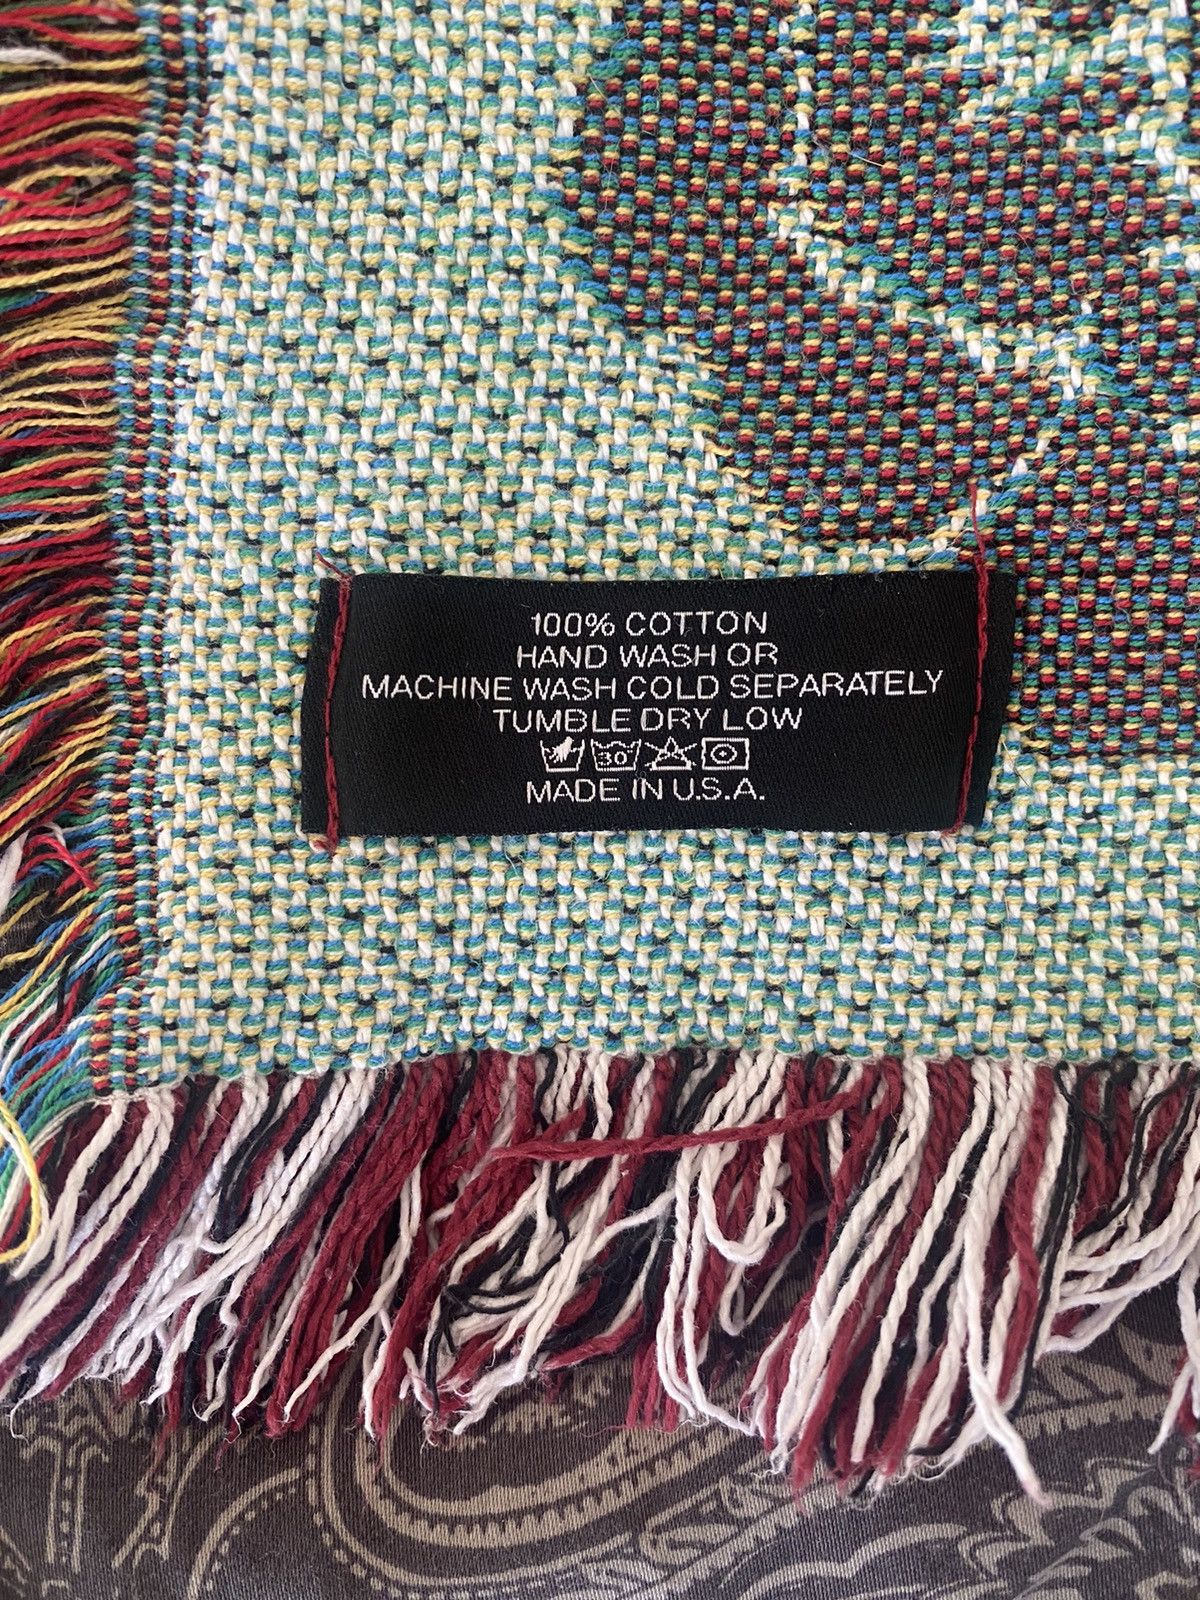 100% COTTON
HAND WASH OR
MACHINE WASH COLD SEPARATELY
TUMBLE DRY LOW
30°
MADE IN U.S.A.